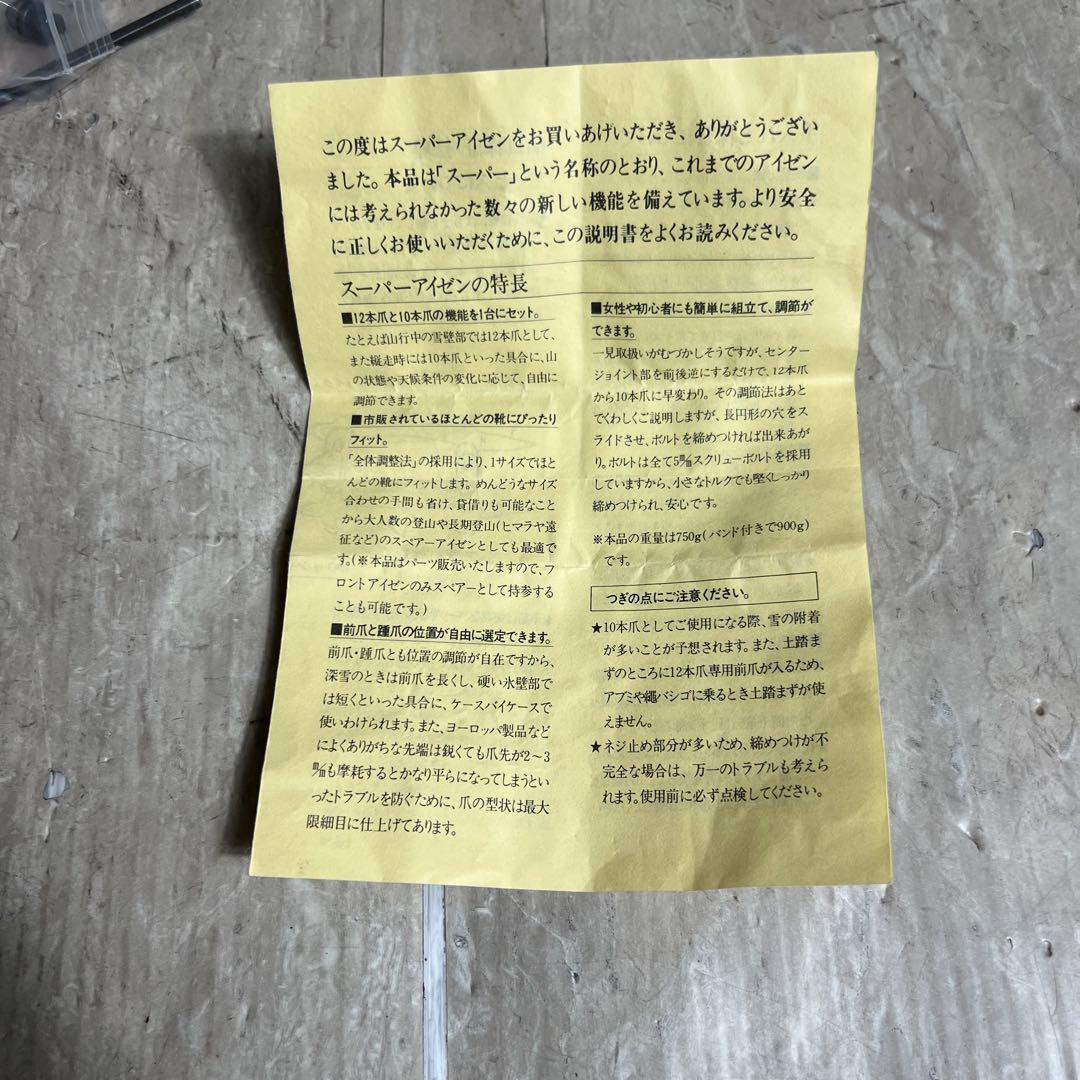 この度はスーパーアイゼンをお買いあげいただき、ありがとうござい
ました。本品は「スーパー」という名称のとおり、これまでのアイゼン
には考えられなかった数々の新しい機能を備えています。より安全
に正しくお使いいただくために、この説明書をよくお読みください。
スーパーアイゼンの特長
■12本爪と10本爪の機能を1台にセット。
たとえば山行中の雪壁部では12本爪として、
また縦走時には10本爪といった具合に、山
の状態や天候条件の変化に応じて、自由に
調節できます。
■市販されているほとんどの靴にぴったり
フィット。
「全体調整法」の採用により、1サイズでほと
んどの靴にフィットします。めんどうなサイズ
合わせの手間も省け、貸借りも可能なこと
から大人数の登山や長期登山(ヒマラヤ遠
征など)のスペアーアイゼンとしても最適で
す。(※本品はパーツ販売いたしますので、フ
ロントアイゼンのみスペアーとして持参する
ことも可能です。)
■前爪と踵爪の位置が自由に選定できます。
前爪・踵爪とも位置の調節が自在ですから、
深雪のときは前爪を長くし、硬い氷壁部で
は短くといった具合に、ケースバイケースで
使いわけられます。また、ヨーロッパ製品など
によくありがちな先端は鋭くても爪先が2〜3
㎜も摩耗するとかなり平らになってしまうとい
ったトラブルを防ぐために、爪の型状は最大
限細目に仕上げてあります。
■女性や初心者にも簡単に組立て、調節が
できます。
一見取扱いがむづかしそうですが、センター
ジョイント部を前後逆にするだけで、12本爪
から10本爪に早変わり。その調節法はあと
でくわしくご説明しますが、長円形の穴をス
ライドさせ、ボルトを締めつければ出来あが
り。ボルトは全て5㎜スクリューボルトを採用
していますから、小さなトルクでも堅くしっかり
締めつけられ、安心です。
※本品の重量は750g(バンド付きで900g)
です。
つぎの点にご注意ください。
★10本爪としてご使用になる際、雪の附着
が多いことが予想されます。また、土踏ま
ずのところに12本爪専用前爪が入るため、
アブミや縄バシゴに乗るとき土踏まずが使
えません。
★ネジ止め部分が多いため、締めつけが不
完全な場合は、万一のトラブルも考えら
れます。使用前に必ず点検してください。